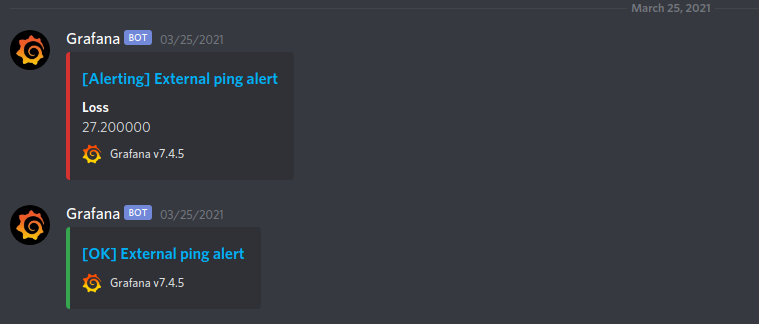 March 25, 2021
Grafana BOT 03/25/2021
[Alerting] External ping alert
Loss
27.200000
Grafana v7.4.5
Grafana BOT 03/25/2021
[OK] External ping alert
Grafana v7.4.5